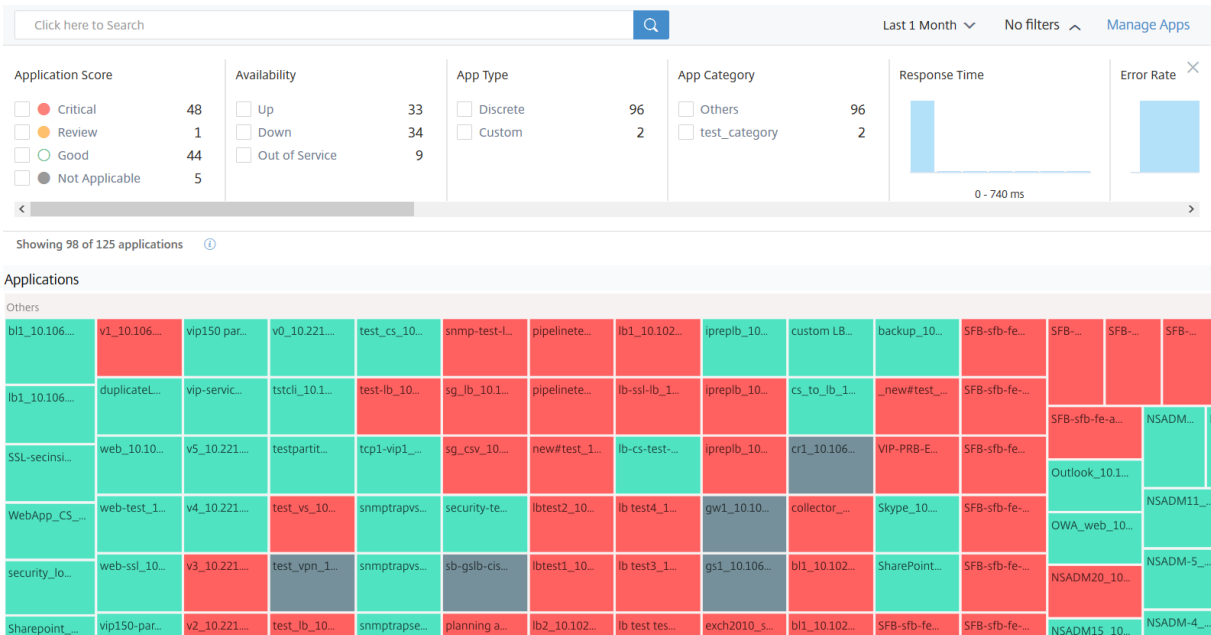 Click here to Search
Last 1 Month
No filters
Manage Apps
Application Score
Critical 48
Review 1
Good 44
Not Applicable 5
Availability
Up 33
Down 34
Out of Service 9
App Type
Discrete 96
Custom 2
App Category
Others 96
test_category 2
Response Time
0 - 740 ms
Error Rate
Showing 98 of 125 applications
Applications
Others
bl1_10.106.... v1_10.106.... vip150 par... v0_10.221.... test_cs_10... snmp-test-l... pipelinete... lb1_10.102... ipreplb_10... custom LB... backup_10... SFB-sfb-fe... SFB-... SFB-... SFB-...
lb1_10.106.... duplicateL... vip-servic... tstcli_10.1... test-lb_10... sg_lb_10.1... pipelinete... lb-ssl-lb_1... ipreplb_10... cs_to_lb_1... _new#test_... SFB-sfb-fe-...
SFB-sfb-fe-a... NSADM...
SSL-secinsi... web_10.10... v5_10.221.... testpartit... tcp1-vip1_... sg_csv_10.... new#test_1... lb-cs-test-... ipreplb_10... cr1_10.106... VIP-PRB-E... SFB-sfb-fe...
Outlook_10.1...
WebApp_CS_... web-test_1... v4_10.221.... test_vs_10... snmptrapvs... security-te... lbtest2_10... lb test4_1... gw1_10.10... collector_... Skype_10.... SFB-sfb-fe-... NSADM11_...
OWA_web_10...
security_lo... web-ssl_10... v3_10.221.... test_vpn_1... snmptrapvs... sb-gslb-cis... lbtest1_10... lb test3_1... gs1_10.106... bl1_10.102... SharePoint... SFB-sfb-fe-... NSADM-5_...
NSADM20_10...
Sharepoint_... vip150-par... v2_10.221.... test_lb_10... snmptrapse... planning a... lb2_10.102... lb test tes... exch2010_s... bl1_10.102... SFB-sfb-fe... SFB-sfb-fe-... NSADM15_10... NSADM-4_...